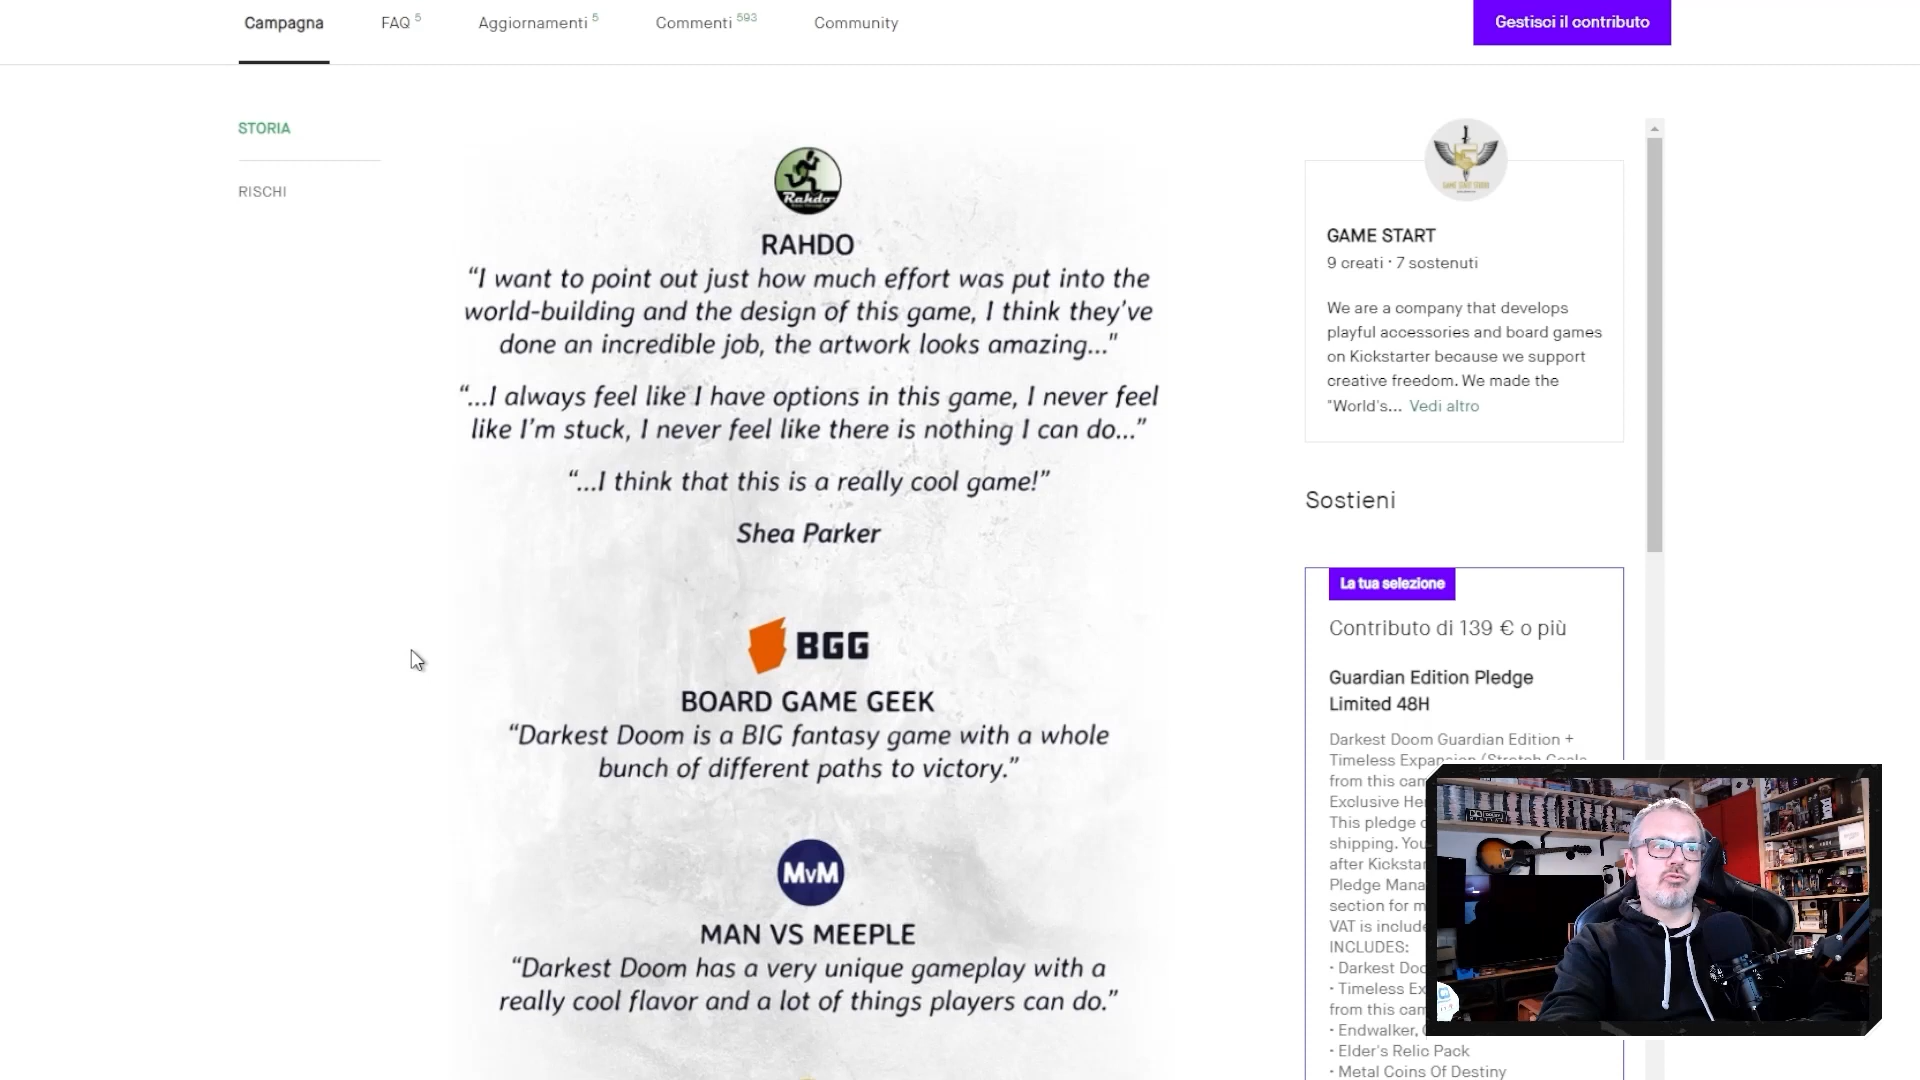 Campagna
FAQ 5
Aggiornamenti 5
Commenti 593
Community
Gestisci il contributo
STORIA
RISCHI
Rahdo
RAHDO
“I want to point out just how much effort was put into the
world-building and the design of this game, I think they’ve
done an incredible job, the artwork looks amazing..."
“...I always feel like I have options in this game, I never feel
like I’m stuck, I never feel like there is nothing I can do...”
“...I think that this is a really cool game!”
Shea Parker
BGG
BOARD GAME GEEK
“Darkest Doom is a BIG fantasy game with a whole
bunch of different paths to victory.”
MvM
MAN VS MEEPLE
“Darkest Doom has a very unique gameplay with a
really cool flavor and a lot of things players can do.”
GAME START
9 creati · 7 sostenuti
We are a company that develops
playful accessories and board games
on Kickstarter because we support
creative freedom. We made the
"World's... Vedi altro
Sostieni
La tua selezione
Contributo di 139 € o più
Guardian Edition Pledge
Limited 48H
Darkest Doom Guardian Edition +
Timeless Expansion (Stretch Goals
from this cam
Exclusive He
This pledge
shipping. You
after Kickstar
Pledge Mana
section for m
VAT is include
INCLUDES:
• Darkest Doo
• Timeless Ex
from this cam
• Endwalker,
• Elder's Relic Pack
• Metal Coins Of Destiny